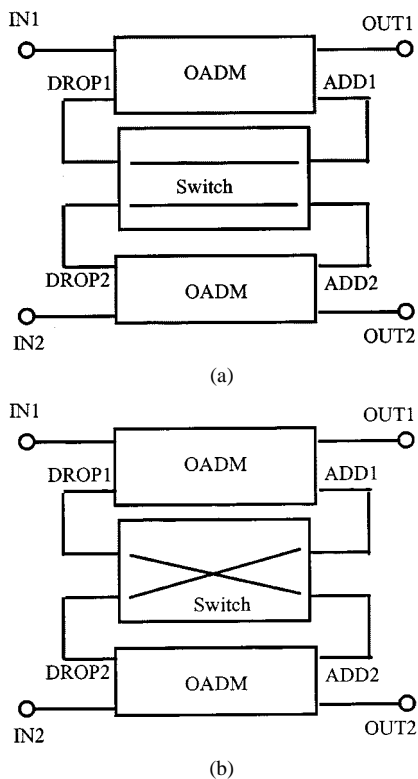 IN1
OUT1
OADM
DROP1
ADD1
Switch
DROP2
ADD2
OADM
IN2
OUT2
(a)
IN1
OUT1
OADM
DROP1
ADD1
Switch
DROP2
ADD2
OADM
IN2
OUT2
(b)